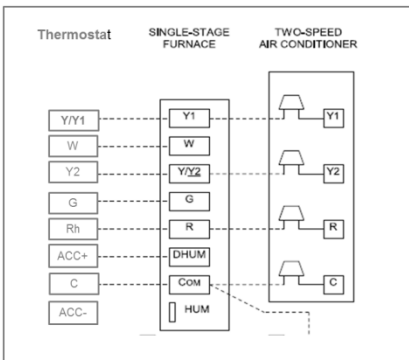 Thermostat
SINGLE-STAGE
FURNACE
TWO-SPEED
AIR CONDITIONER
Y/Y1
Y1
Y1
W
W
Y2
Y/Y2
Y2
G
G
Rh
R
R
ACC+
DHUM
C
COM
C
ACC-
HUM